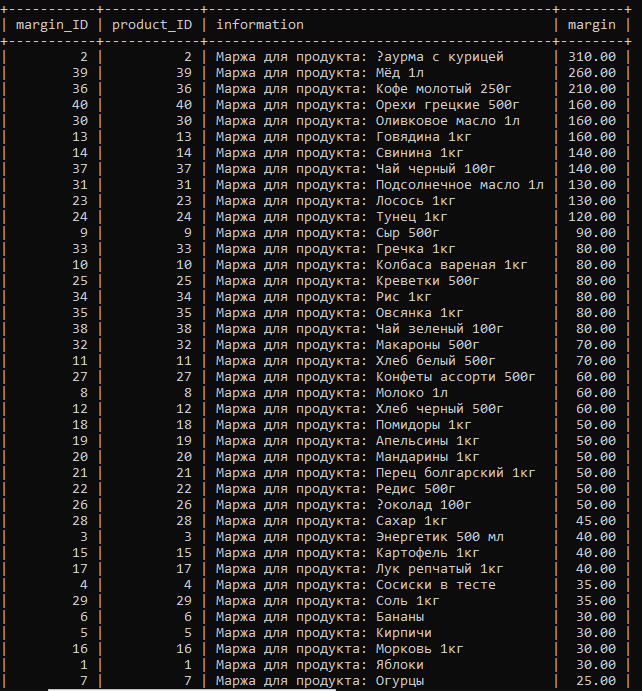 margin_ID | product_ID | information | margin
2 | 2 | Маржа для продукта: ?аурма с курицей | 310.00
39 | 39 | Маржа для продукта: Мёд 1л | 260.00
36 | 36 | Маржа для продукта: Кофе молотый 250г | 210.00
40 | 40 | Маржа для продукта: Орехи грецкие 500г | 160.00
30 | 30 | Маржа для продукта: Оливковое масло 1л | 160.00
13 | 13 | Маржа для продукта: Говядина 1кг | 160.00
14 | 14 | Маржа для продукта: Свинина 1кг | 140.00
37 | 37 | Маржа для продукта: Чай черный 100г | 140.00
31 | 31 | Маржа для продукта: Подсолнечное масло 1л | 130.00
23 | 23 | Маржа для продукта: Лосось 1кг | 130.00
24 | 24 | Маржа для продукта: Тунец 1кг | 120.00
9 | 9 | Маржа для продукта: Сыр 500г | 90.00
33 | 33 | Маржа для продукта: Гречка 1кг | 80.00
10 | 10 | Маржа для продукта: Колбаса вареная 1кг | 80.00
25 | 25 | Маржа для продукта: Креветки 500г | 80.00
34 | 34 | Маржа для продукта: Рис 1кг | 80.00
35 | 35 | Маржа для продукта: Овсянка 1кг | 80.00
38 | 38 | Маржа для продукта: Чай зеленый 100г | 80.00
32 | 32 | Маржа для продукта: Макароны 500г | 70.00
11 | 11 | Маржа для продукта: Хлеб белый 500г | 70.00
27 | 27 | Маржа для продукта: Конфеты ассорти 500г | 60.00
8 | 8 | Маржа для продукта: Молоко 1л | 60.00
12 | 12 | Маржа для продукта: Хлеб черный 500г | 60.00
18 | 18 | Маржа для продукта: Помидоры 1кг | 50.00
19 | 19 | Маржа для продукта: Апельсины 1кг | 50.00
20 | 20 | Маржа для продукта: Мандарины 1кг | 50.00
21 | 21 | Маржа для продукта: Перец болгарский 1кг | 50.00
22 | 22 | Маржа для продукта: Редис 500г | 50.00
26 | 26 | Маржа для продукта: ?околад 100г | 50.00
28 | 28 | Маржа для продукта: Сахар 1кг | 45.00
3 | 3 | Маржа для продукта: Энергетик 500 мл | 40.00
15 | 15 | Маржа для продукта: Картофель 1кг | 40.00
17 | 17 | Маржа для продукта: Лук репчатый 1кг | 40.00
4 | 4 | Маржа для продукта: Сосиски в тесте | 35.00
29 | 29 | Маржа для продукта: Соль 1кг | 35.00
6 | 6 | Маржа для продукта: Бананы | 30.00
5 | 5 | Маржа для продукта: Кирпичи | 30.00
16 | 16 | Маржа для продукта: Морковь 1кг | 30.00
1 | 1 | Маржа для продукта: Яблоки | 30.00
7 | 7 | Маржа для продукта: Огурцы | 25.00